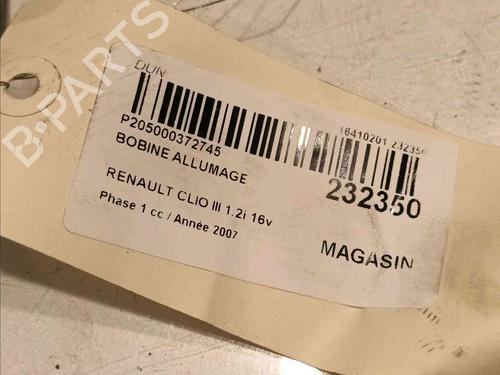 B-PARTS
DUN
P205000372745
16410201 232350
BOBINE ALLUMAGE
232350
RENAULT CLIO III 1.2i 16v
Phase 1 cc / Année 2007
MAGASIN